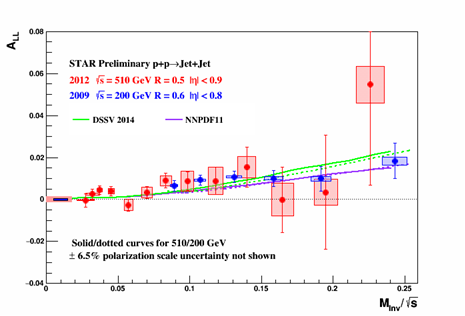 A_LL
0.08
0.06
0.04
0.02
0
−0.02
−0.04
STAR Preliminary p+p→Jet+Jet
2012 √s = 510 GeV R = 0.5 |η| < 0.9
2009 √s = 200 GeV R = 0.6 |η| < 0.8
DSSV 2014 NNPDF11
Solid/dotted curves for 510/200 GeV
± 6.5% polarization scale uncertainty not shown
0 0.05 0.1 0.15 0.2 0.25
M_inv/√s